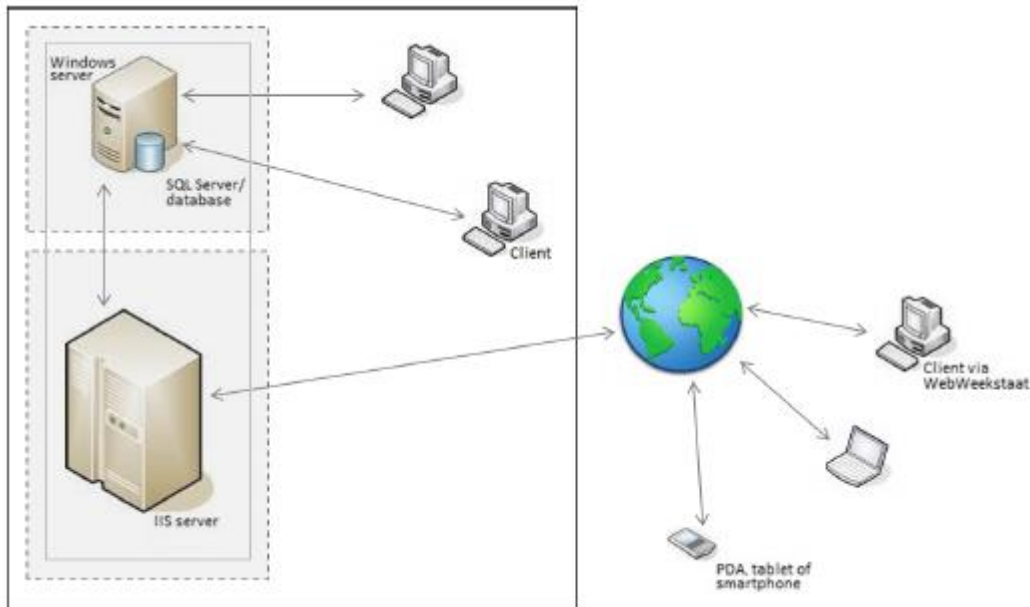 Windows
server
SQL Server/
database
Client
IIS server
Client via
WebWeekstaat
PDA, tablet of
smartphone